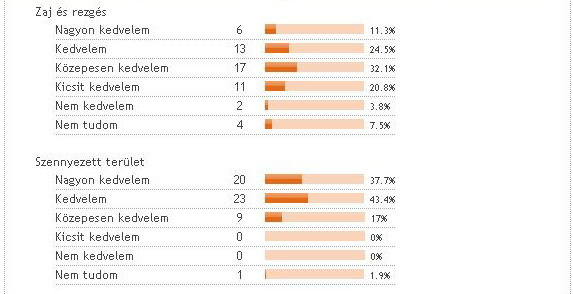 Zaj és rezgés
Nagyon kedvelem 6 11.3%
Kedvelem 13 24.5%
Közepesen kedvelem 17 32.1%
Kicsit kedvelem 11 20.8%
Nem kedvelem 2 3.8%
Nem tudom 4 7.5%
Szennyezett terület
Nagyon kedvelem 20 37.7%
Kedvelem 23 43.4%
Közepesen kedvelem 9 17%
Kicsit kedvelem 0 0%
Nem kedvelem 0 0%
Nem tudom 1 1.9%